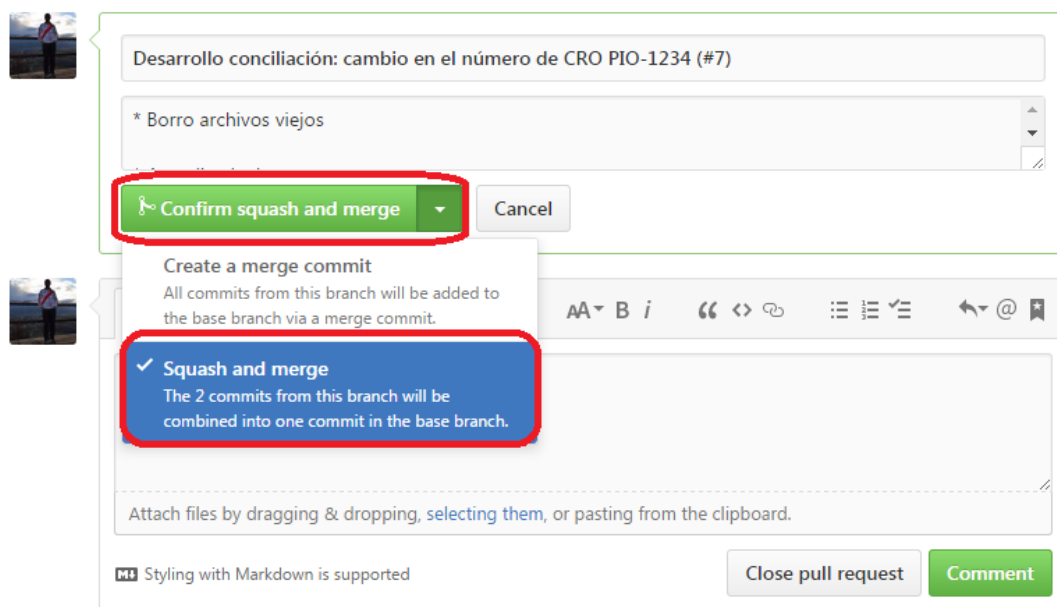 Desarrollo conciliación: cambio en el número de CRO PIO-1234 (#7)
* Borro archivos viejos
Confirm squash and merge
Cancel
Create a merge commit
All commits from this branch will be added to
the base branch via a merge commit.
AA B i
Squash and merge
The 2 commits from this branch will be
combined into one commit in the base branch.
Attach files by dragging & dropping, selecting them, or pasting from the clipboard.
Styling with Markdown is supported
Close pull request
Comment